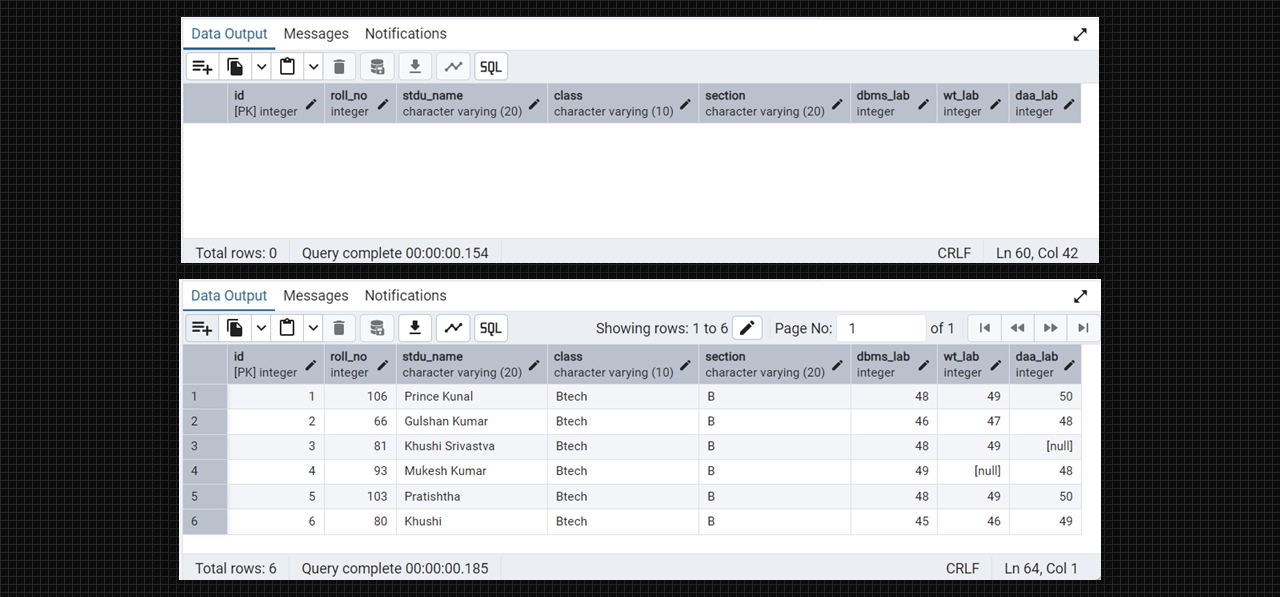 Data Output Messages Notifications
SQL
id roll_no stdu_name class section dbms_lab wt_lab daa_lab
[PK] integer integer character varying (20) character varying (10) character varying (20) integer integer integer
Total rows: 0 Query complete 00:00:00.154 CRLF Ln 60, Col 42
Data Output Messages Notifications
SQL Showing rows: 1 to 6 Page No: 1 of 1
id roll_no stdu_name class section dbms_lab wt_lab daa_lab
[PK] integer integer character varying (20) character varying (10) character varying (20) integer integer integer
1 1 106 Prince Kunal Btech B 48 49 50
2 2 66 Gulshan Kumar Btech B 46 47 48
3 3 81 Khushi Srivastva Btech B 48 49 [null]
4 4 93 Mukesh Kumar Btech B 49 [null] 48
5 5 103 Pratishtha Btech B 48 49 50
6 6 80 Khushi Btech B 45 46 49
Total rows: 6 Query complete 00:00:00.185 CRLF Ln 64, Col 1